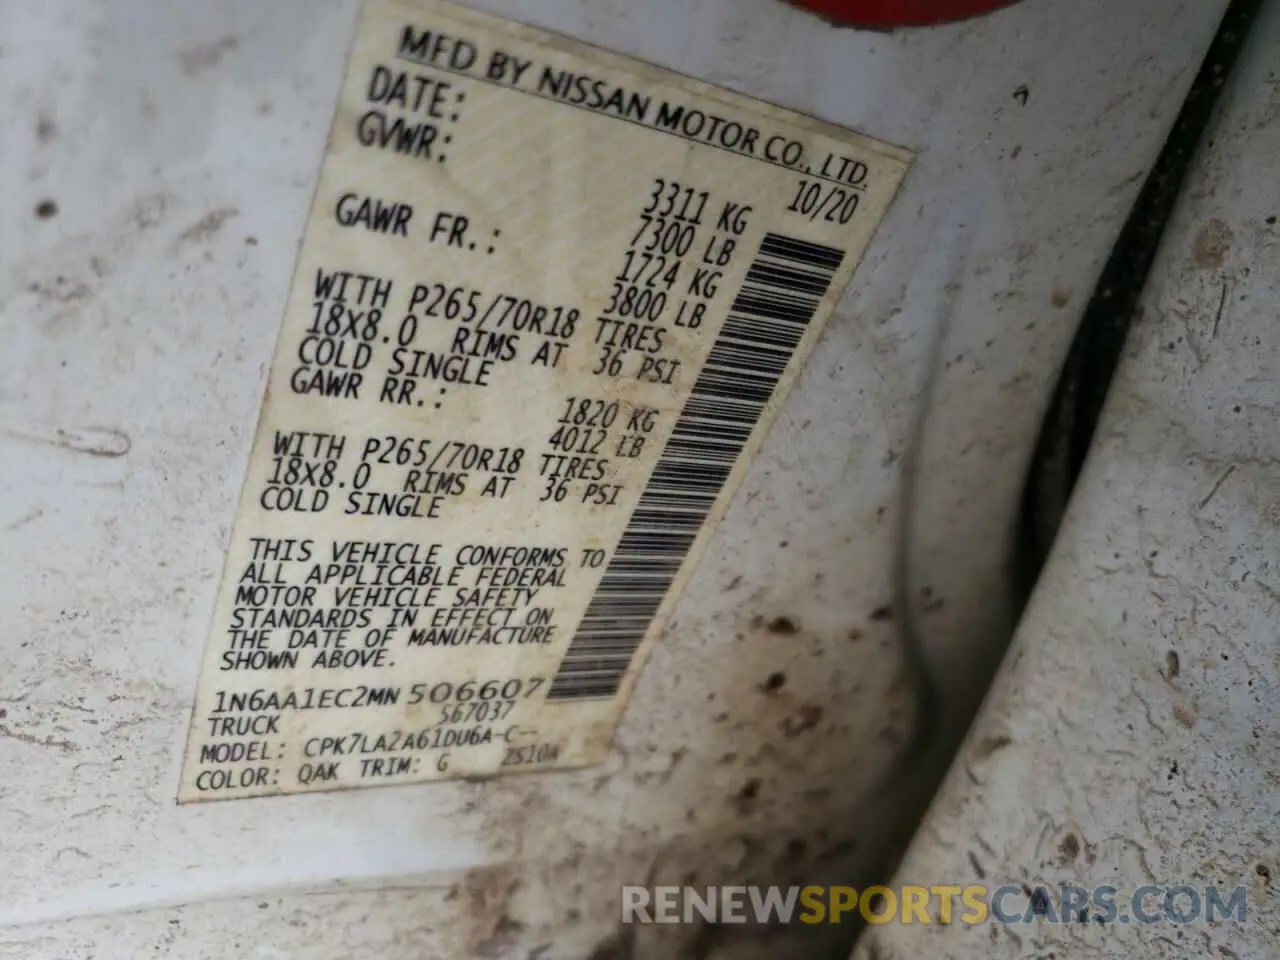 MFD BY NISSAN MOTOR CO., LTD.
DATE: 10/20
GVWR: 3311 KG
7300 LB
GAWR FR.: 1724 KG
3800 LB
WITH P265/70R18 TIRES
18X8.0 RIMS AT 36 PSI
COLD SINGLE
GAWR RR.: 1820 KG
4012 LB
WITH P265/70R18 TIRES
18X8.0 RIMS AT 36 PSI
COLD SINGLE
THIS VEHICLE CONFORMS TO
ALL APPLICABLE FEDERAL
MOTOR VEHICLE SAFETY
STANDARDS IN EFFECT ON
THE DATE OF MANUFACTURE
SHOWN ABOVE.
1N6AA1EC2MN506607
TRUCK 567037
MODEL: CPK7LA2A61DU6A-C--
COLOR: QAK TRIM: G 2S10A
RENEWSPORTSCARS.COM